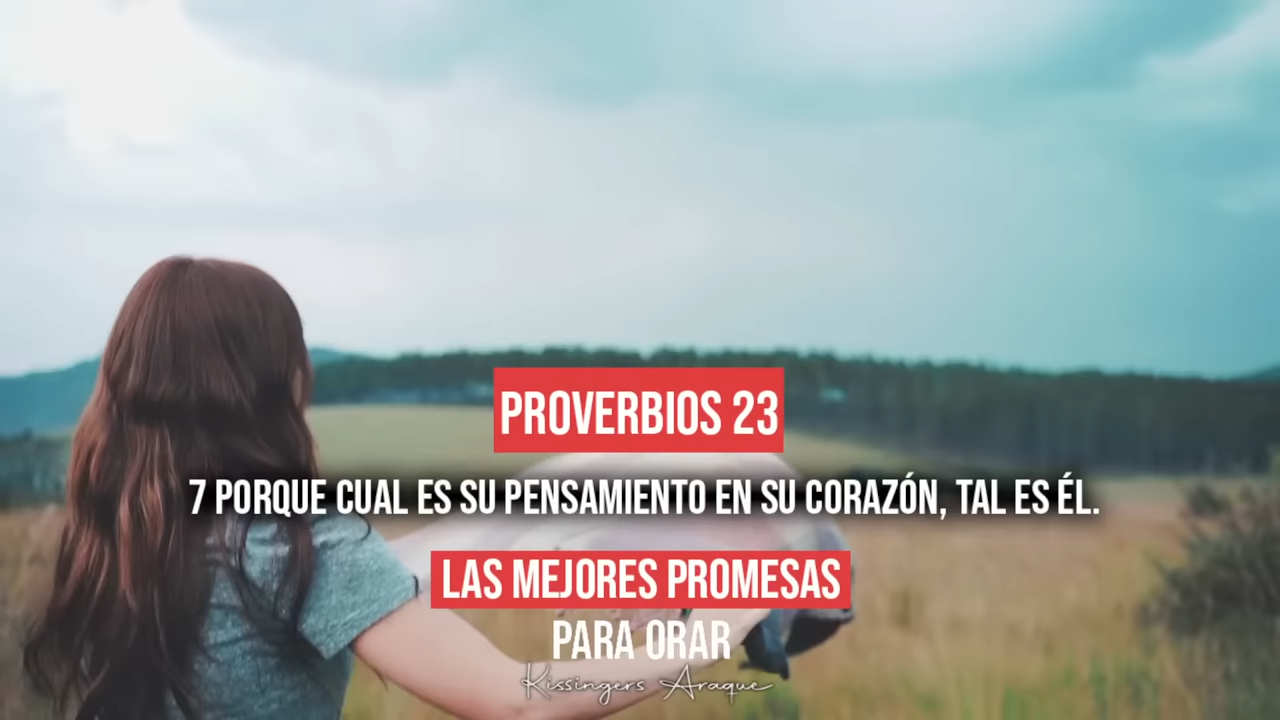 PROVERBIOS 23
7 PORQUE CUAL ES SU PENSAMIENTO EN SU CORAZÓN, TAL ES ÉL.
LAS MEJORES PROMESAS
PARA ORAR
Kissingers Araque